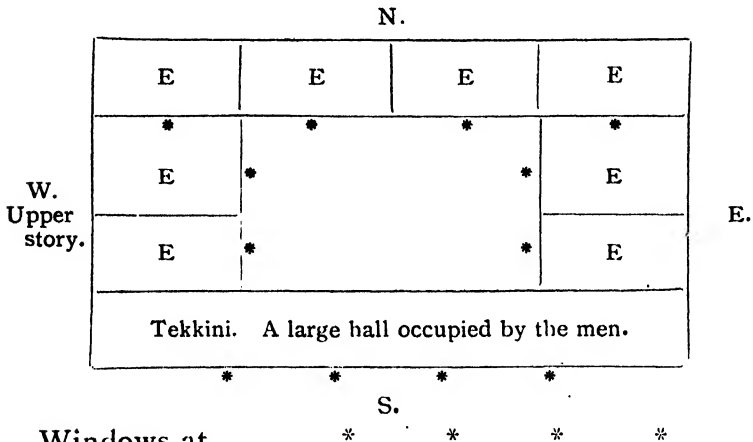 N.
E E E E
* * * *
E * * E
W.
Upper
story.
E.
E * * E
Tekkini. A large hall occupied by the men.
* * * *
S.
Windows at * * * *